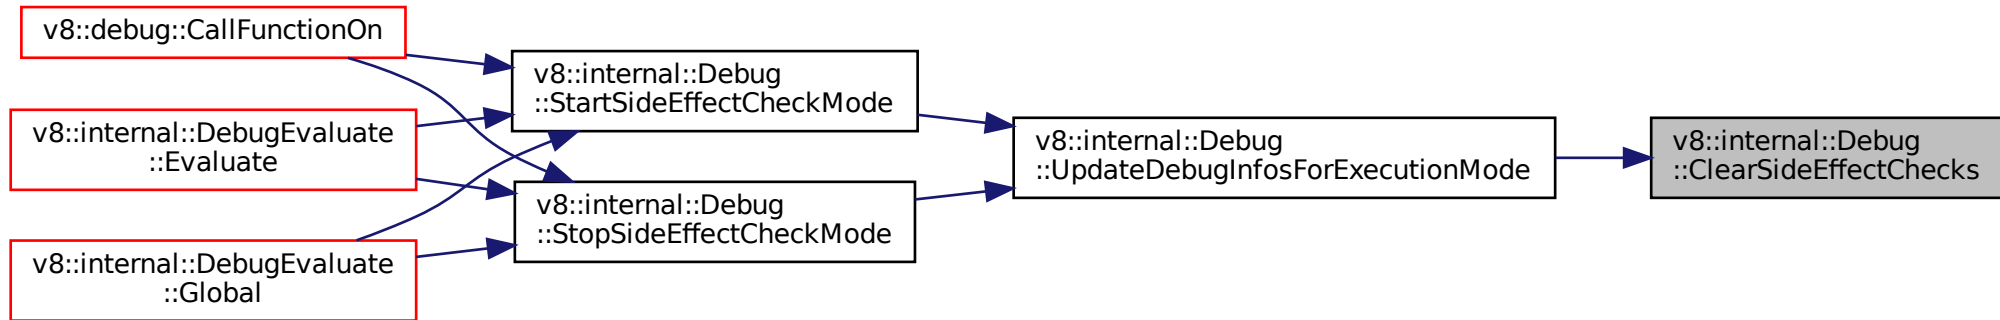 v8::debug::CallFunctionOn
v8::internal::DebugEvaluate
::Evaluate
v8::internal::DebugEvaluate
::Global
v8::internal::Debug
::StartSideEffectCheckMode
v8::internal::Debug
::StopSideEffectCheckMode
v8::internal::Debug
::UpdateDebugInfosForExecutionMode
v8::internal::Debug
::ClearSideEffectChecks